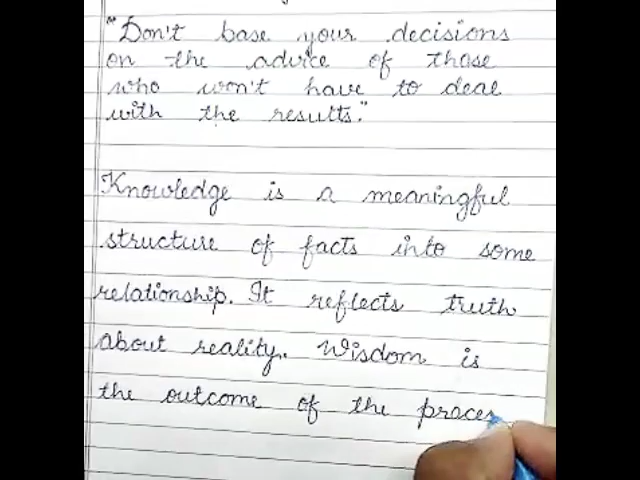 "Don't base your decisions
on the advice of those
who won't have to deal
with the results."
Knowledge is a meaningful
structure of facts into some
relationship. It reflects truth
about reality. Wisdom is
the outcome of the proces